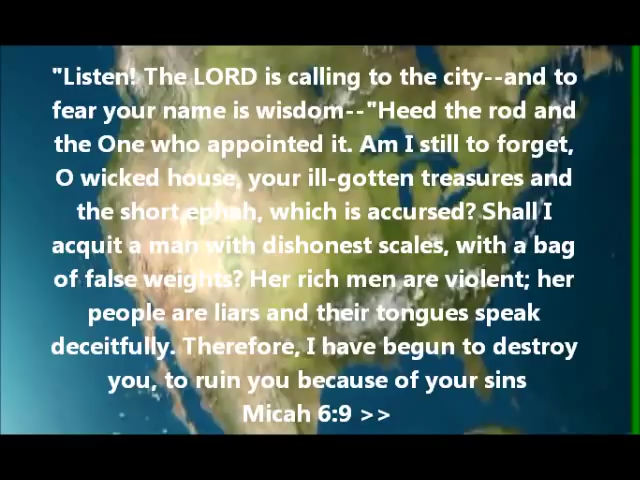 "Listen! The LORD is calling to the city--and to
fear your name is wisdom--"Heed the rod and
the One who appointed it. Am I still to forget,
O wicked house, your ill-gotten treasures and
the short ephah, which is accursed? Shall I
acquit a man with dishonest scales, with a bag
of false weights? Her rich men are violent; her
people are liars and their tongues speak
deceitfully. Therefore, I have begun to destroy
you, to ruin you because of your sins
Micah 6:9 >>